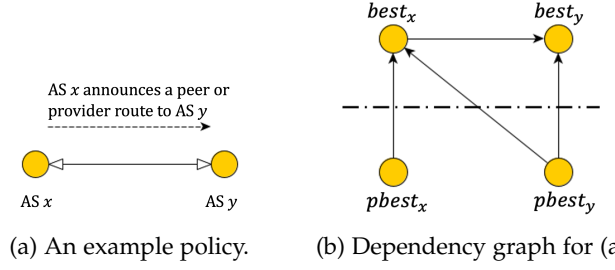 best_x best_y
AS x announces a peer or
provider route to AS y
AS x AS y
pbest_x pbest_y
(a) An example policy. (b) Dependency graph for (a